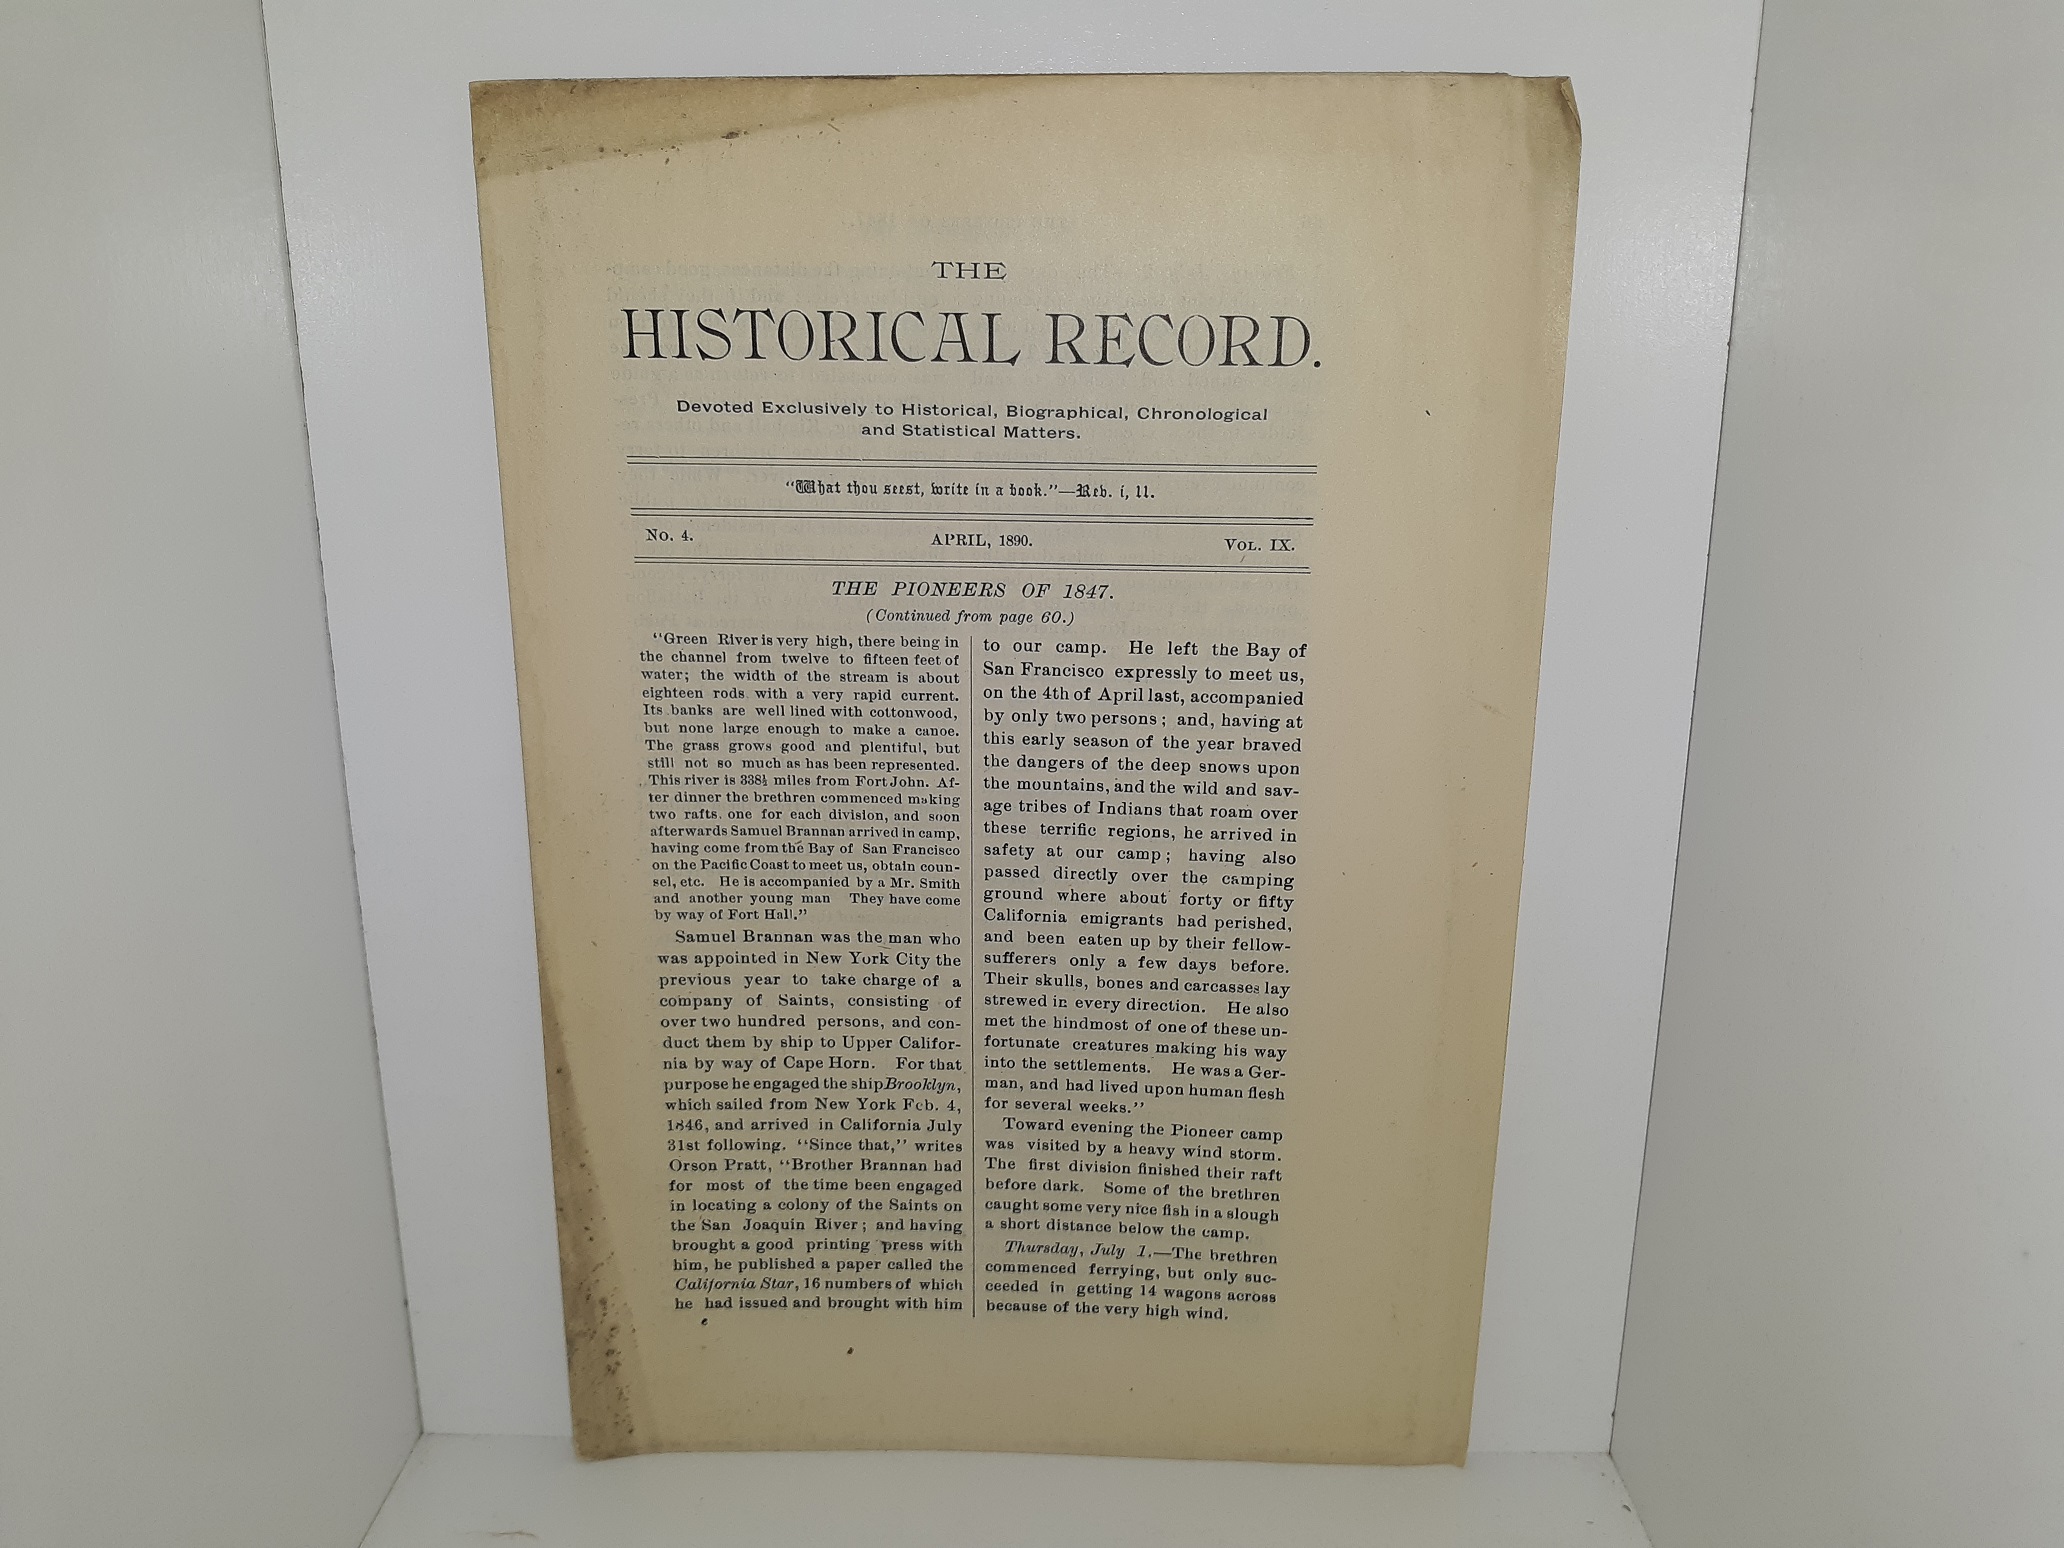 THE
HISTORICAL RECORD.
Devoted Exclusively to Historical, Biographical, Chronological
and Statistical Matters.
"What thou seest, write in a book."—Reb. i, 11.
No. 4.
APRIL, 1890.
VOL. IX.
THE PIONEERS OF 1847.
(Continued from page 60.)
"Green River is very high, there being in
the channel from twelve to fifteen feet of
water; the width of the stream is about
eighteen rods with a very rapid current.
Its banks are well lined with cottonwood,
but none large enough to make a canoe.
The grass grows good and plentiful, but
still not so much as has been represented.
This river is 338½ miles from Fort John. Af-
ter dinner the brethren commenced making
two rafts, one for each division, and soon
afterwards Samuel Brannan arrived in camp,
having come from the Bay of San Francisco
on the Pacific Coast to meet us, obtain coun-
sel, etc. He is accompanied by a Mr. Smith
and another young man They have come
by way of Fort Hall."
Samuel Brannan was the man who
was appointed in New York City the
previous year to take charge of a
company of Saints, consisting of
over two hundred persons, and con-
duct them by ship to Upper Califor-
nia by way of Cape Horn. For that
purpose he engaged the ship Brooklyn,
which sailed from New York Feb. 4,
1846, and arrived in California July
31st following. "Since that," writes
Orson Pratt, "Brother Brannan had
for most of the time been engaged
in locating a colony of the Saints on
the San Joaquin River; and having
brought a good printing press with
him, he published a paper called the
California Star, 16 numbers of which
he had issued and brought with him
to our camp. He left the Bay of
San Francisco expressly to meet us,
on the 4th of April last, accompanied
by only two persons; and, having at
this early season of the year braved
the dangers of the deep snows upon
the mountains, and the wild and sav-
age tribes of Indians that roam over
these terrific regions, he arrived in
safety at our camp; having also
passed directly over the camping
ground where about forty or fifty
California emigrants had perished,
and been eaten up by their fellow-
sufferers only a few days before.
Their skulls, bones and carcasses lay
strewed in every direction. He also
met the hindmost of one of these un-
fortunate creatures making his way
into the settlements. He was a Ger-
man, and had lived upon human flesh
for several weeks."
Toward evening the Pioneer camp
was visited by a heavy wind storm.
The first division finished their raft
before dark. Some of the brethren
caught some very nice fish in a slough
a short distance below the camp.
Thursday, July 1.—The brethren
commenced ferrying, but only suc-
ceeded in getting 14 wagons across
because of the very high wind.